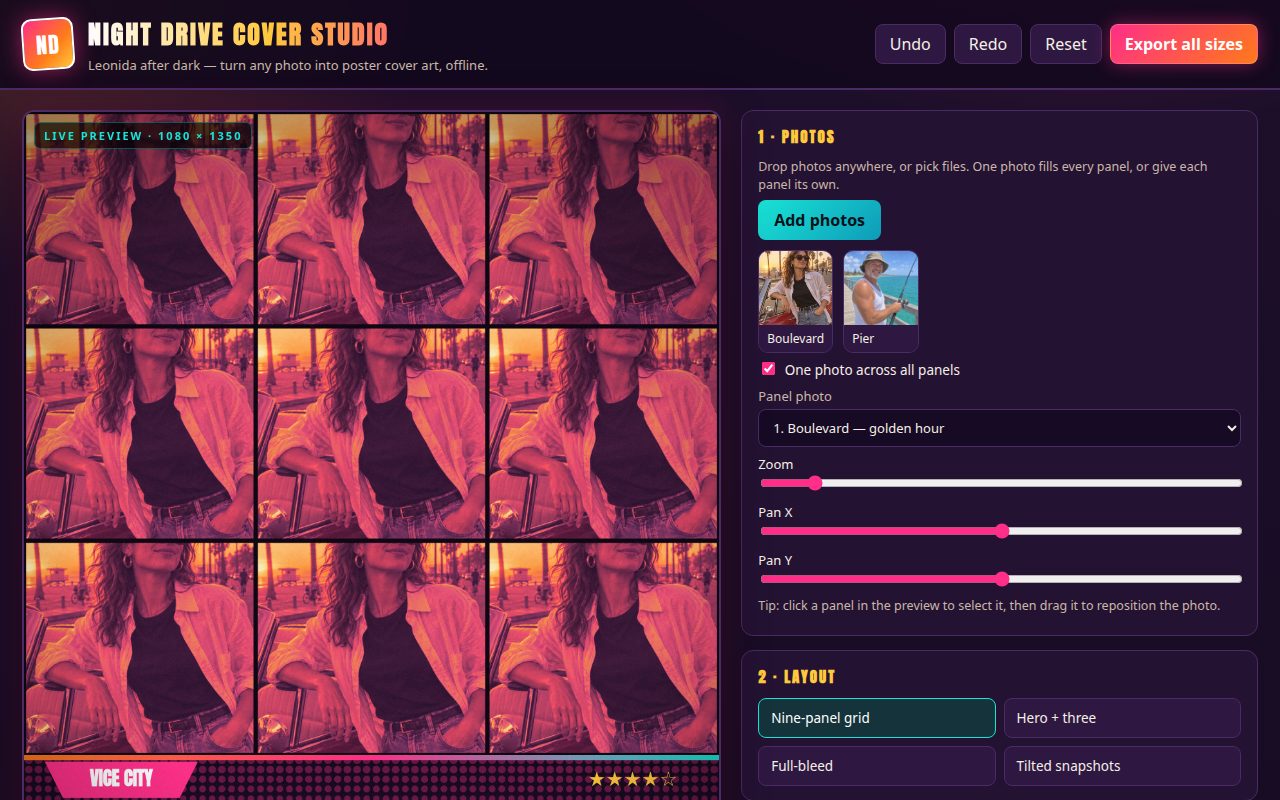 ND
NIGHT DRIVE COVER STUDIO
Leonida after dark — turn any photo into poster cover art, offline.
Undo
Redo
Reset
Export all sizes
LIVE PREVIEW · 1080 × 1350
VICE CITY
★★★★☆
1 · PHOTOS
Drop photos anywhere, or pick files. One photo fills every panel, or give each
panel its own.
Add photos
Boulevard
Pier
One photo across all panels
Panel photo
1. Boulevard — golden hour
Zoom
Pan X
Pan Y
Tip: click a panel in the preview to select it, then drag it to reposition the photo.
2 · LAYOUT
Nine-panel grid
Hero + three
Full-bleed
Tilted snapshots